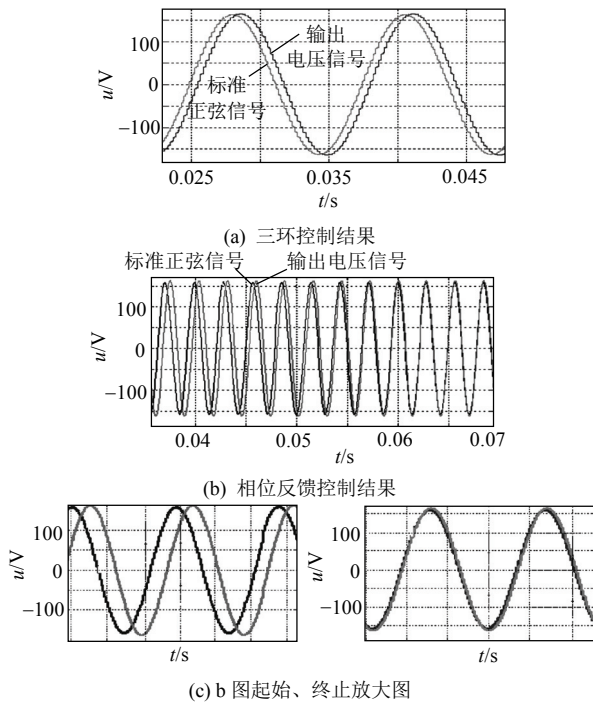 u/V
100
0
−100
输出
电压信号
标准
正弦信号
0.025
0.035
0.045
t/s
(a) 三环控制结果
标准正弦信号
输出电压信号
u/V
100
0
−100
0.04
0.05
0.06
0.07
t/s
(b) 相位反馈控制结果
u/V
100
0
−100
t/s
u/V
100
0
−100
t/s
(c) b 图起始、终止放大图